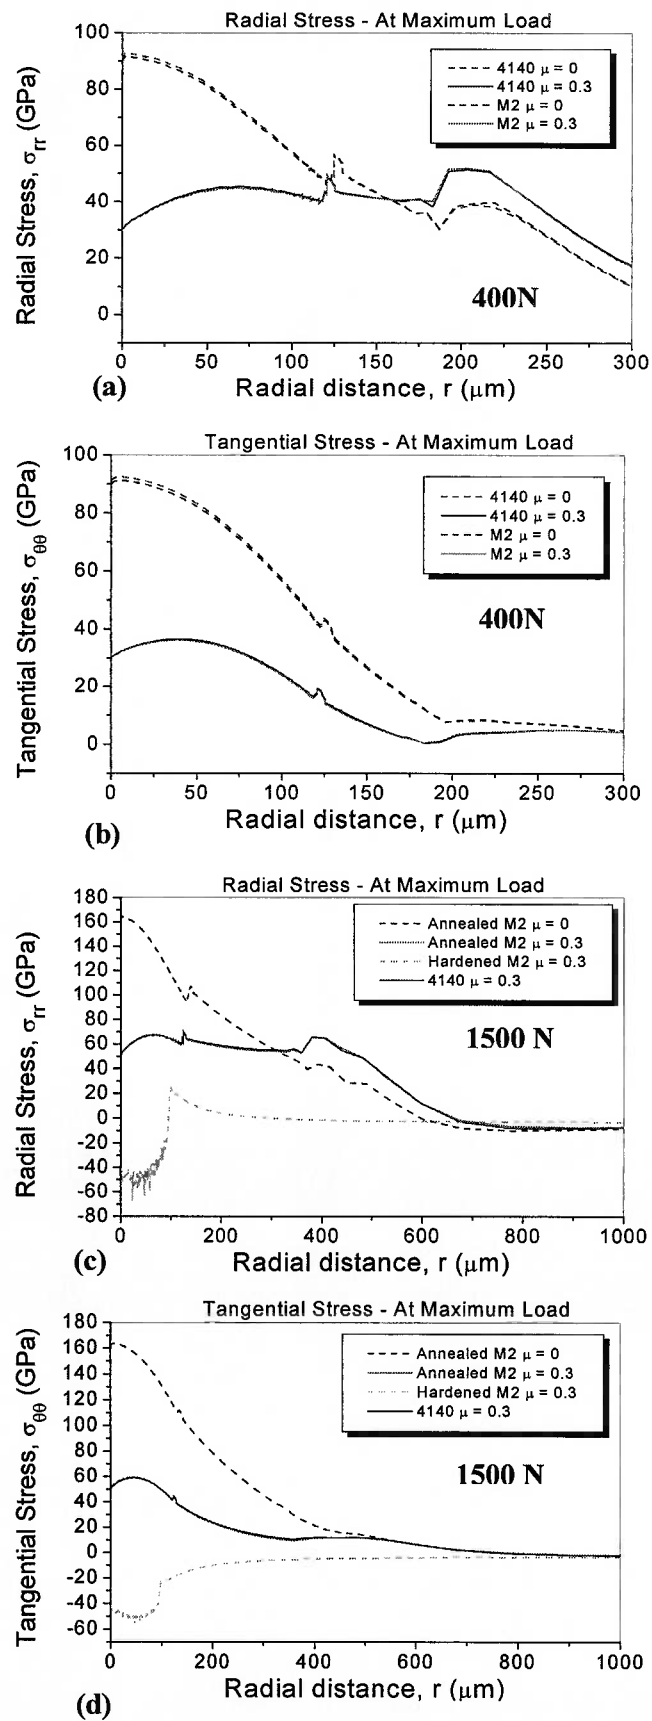 Radial Stress - At Maximum Load
Radial Stress, σrr (GPa)
100
80
60
40
20
0
4140 μ = 0
4140 μ = 0.3
M2 μ = 0
M2 μ = 0.3
400N
0 50 100 150 200 250 300
(a)
Radial distance, r (μm)
Tangential Stress - At Maximum Load
Tangential Stress, σθθ (GPa)
100
80
60
40
20
0
4140 μ = 0
4140 μ = 0.3
M2 μ = 0
M2 μ = 0.3
400N
0 50 100 150 200 250 300
(b)
Radial distance, r (μm)
Radial Stress - At Maximum Load
Radial Stress, σrr (GPa)
180
160
140
120
100
80
60
40
20
0
-20
-40
-60
-80
Annealed M2 μ = 0
Annealed M2 μ = 0.3
Hardened M2 μ = 0.3
4140 μ = 0.3
1500 N
0 200 400 600 800 1000
(c)
Radial distance, r (μm)
Tangential Stress - At Maximum Load
Tangential Stress, σθθ (GPa)
180
160
140
120
100
80
60
40
20
0
-20
-40
-60
Annealed M2 μ = 0
Annealed M2 μ = 0.3
Hardened M2 μ = 0.3
4140 μ = 0.3
1500 N
0 200 400 600 800 1000
(d)
Radial distance, r (μm)